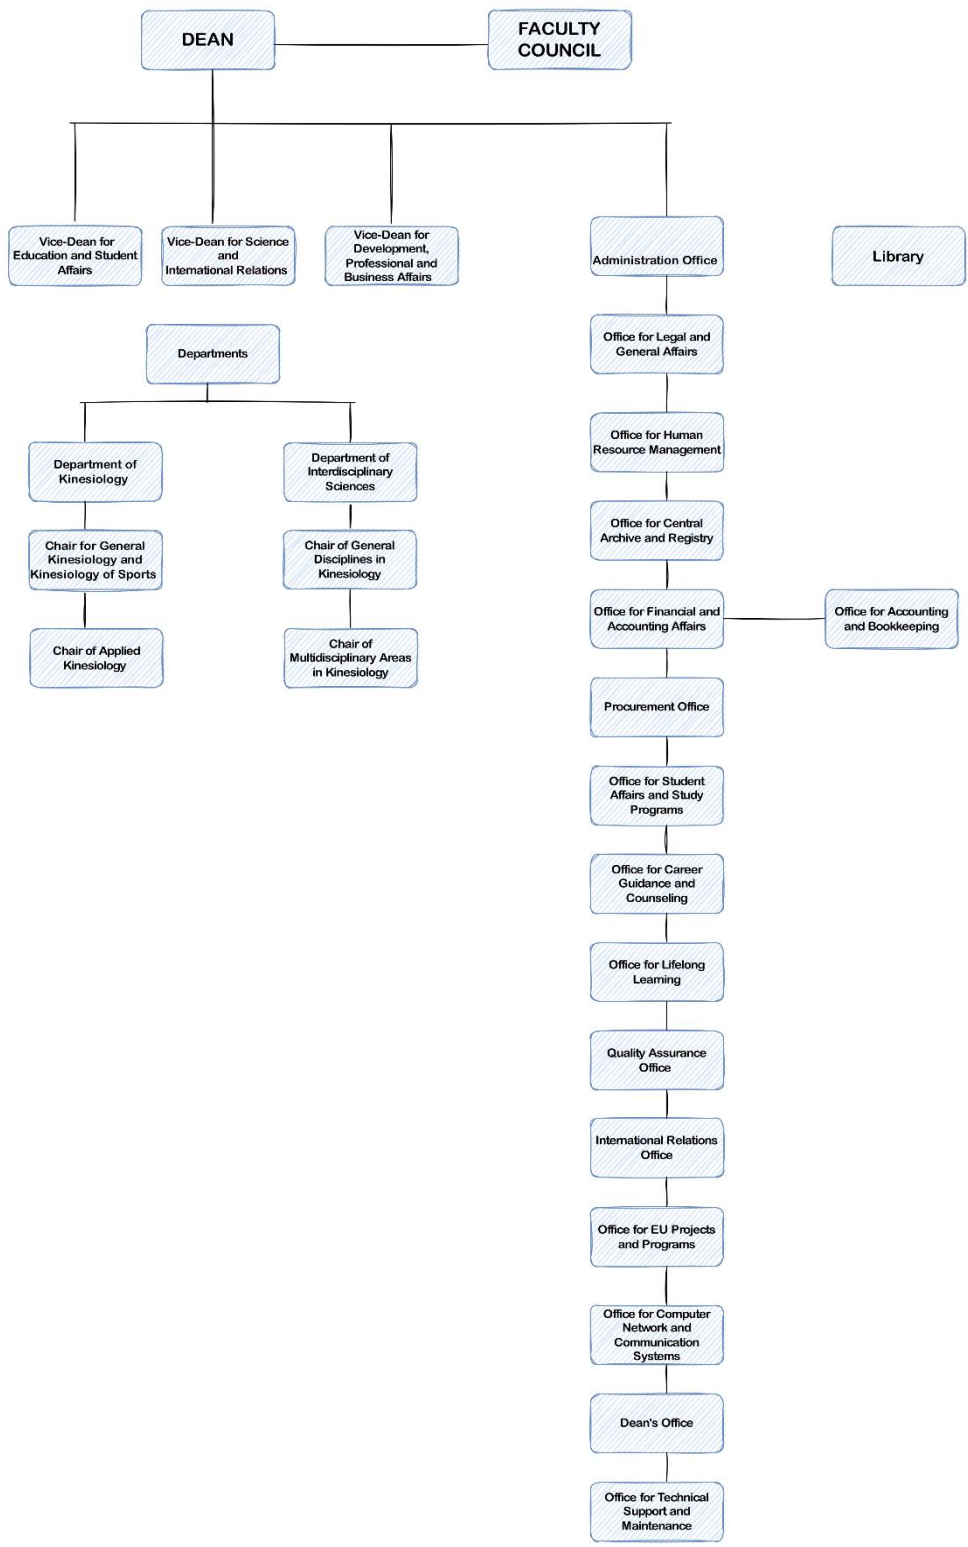 DEAN
FACULTY
COUNCIL
Vice-Dean for
Education and Student
Affairs
Vice-Dean for Science
and
International Relations
Vice-Dean for
Development,
Professional and
Business Affairs
Administration Office
Library
Departments
Office for Legal and
General Affairs
Department of
Kinesiology
Department of
Interdisciplinary
Sciences
Office for Human
Resource Management
Chair for General
Kinesiology and
Kinesiology of Sports
Chair of General
Disciplines in
Kinesiology
Office for Central
Archive and Registry
Office for Financial and
Accounting Affairs
Office for Accounting
and Bookkeeping
Chair of Applied
Kinesiology
Chair of
Multidisciplinary Areas
in Kinesiology
Procurement Office
Office for Student
Affairs and Study
Programs
Office for Career
Guidance and
Counseling
Office for Lifelong
Learning
Quality Assurance
Office
International Relations
Office
Office for EU Projects
and Programs
Office for Computer
Network and
Communication
Systems
Dean's Office
Office for Technical
Support and
Maintenance